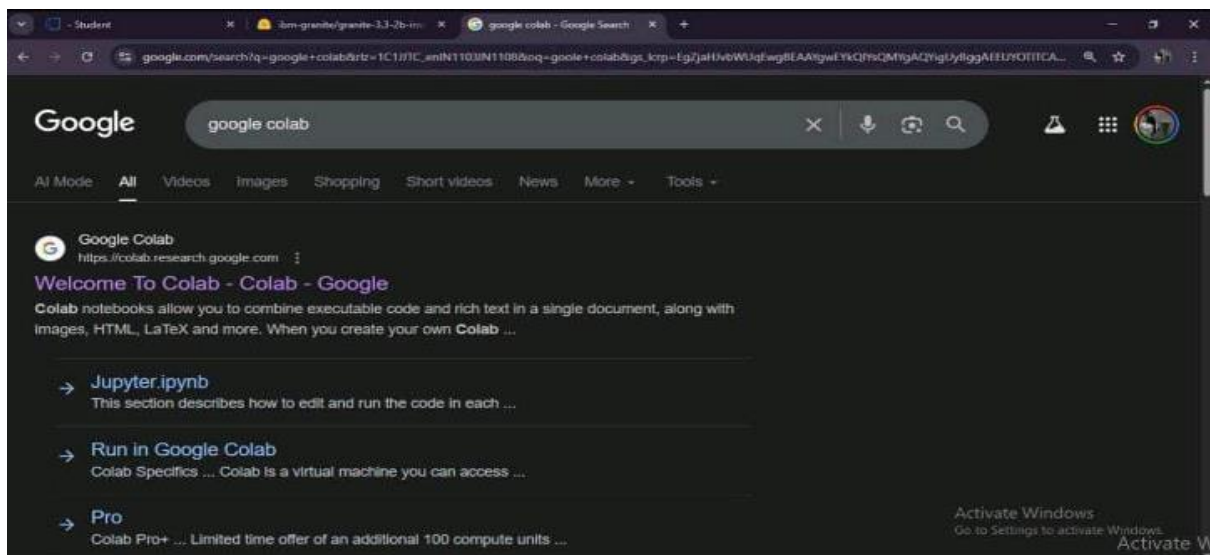 - Student
ibm-granite/granite-3.3-2b-ins
google colab - Google Search
Google
google colab
AI Mode All Videos Images Shopping Short videos News More Tools
Google Colab
https://colab.research.google.com
Welcome To Colab - Colab - Google
Colab notebooks allow you to combine executable code and rich text in a single document, along with
images, HTML, LaTeX and more. When you create your own Colab ...
Jupyter.ipynb
This section describes how to edit and run the code in each ...
Run in Google Colab
Colab Specifics ... Colab is a virtual machine you can access ...
Pro
Colab Pro+ ... Limited time offer of an additional 100 compute units ...
Activate Windows
Go to Settings to activate Windows.
Activate W